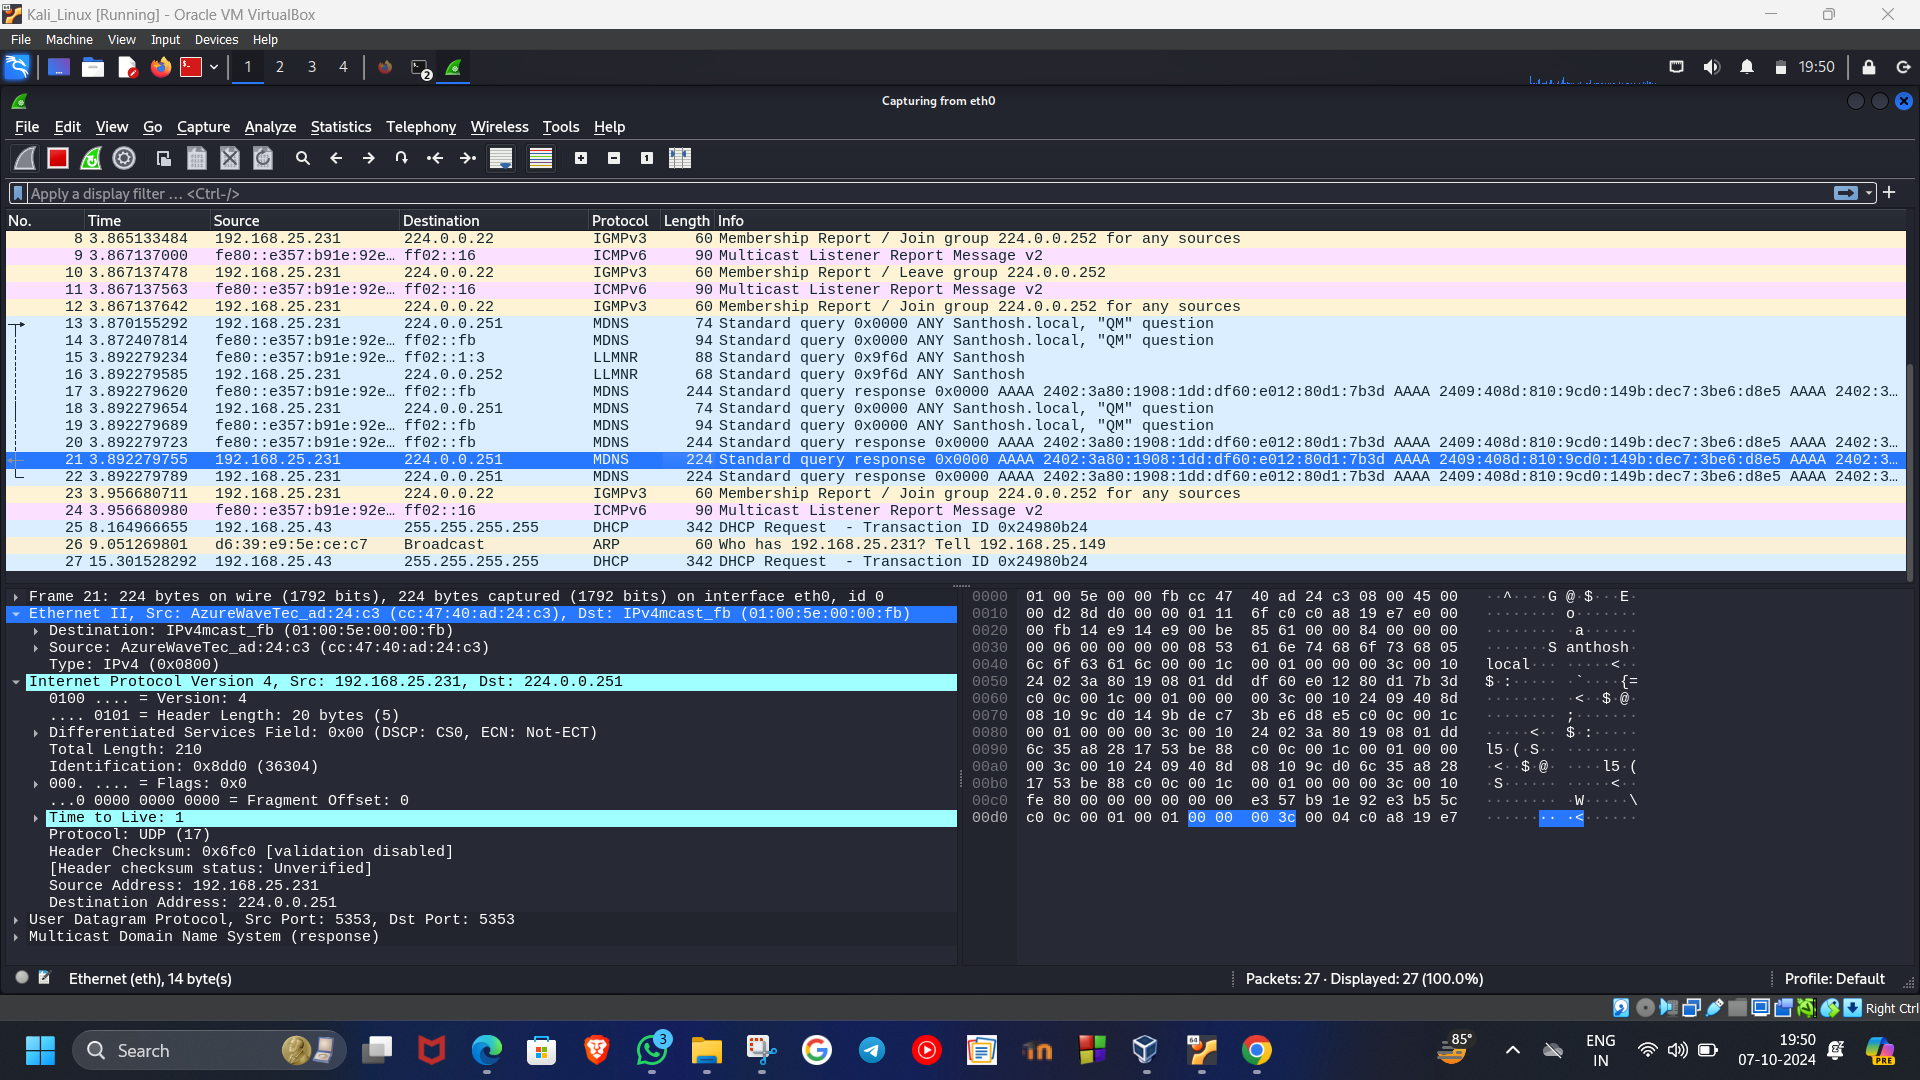 Kali_Linux [Running] - Oracle VM VirtualBox
File Machine View Input Devices Help
1 2 3 4 2 19:50
Capturing from eth0
File Edit View Go Capture Analyze Statistics Telephony Wireless Tools Help
Apply a display filter ... <Ctrl-/>
No. Time Source Destination Protocol Length Info
8 3.865133484 192.168.25.231 224.0.0.22 IGMPv3 60 Membership Report / Join group 224.0.0.252 for any sources
9 3.867137000 fe80::e357:b91e:92e… ff02::16 ICMPv6 90 Multicast Listener Report Message v2
10 3.867137478 192.168.25.231 224.0.0.22 IGMPv3 60 Membership Report / Leave group 224.0.0.252
11 3.867137563 fe80::e357:b91e:92e… ff02::16 ICMPv6 90 Multicast Listener Report Message v2
12 3.867137642 192.168.25.231 224.0.0.22 IGMPv3 60 Membership Report / Join group 224.0.0.252 for any sources
13 3.870155292 192.168.25.231 224.0.0.251 MDNS 74 Standard query 0x0000 ANY Santhosh.local, "QM" question
14 3.872407814 fe80::e357:b91e:92e… ff02::fb MDNS 94 Standard query 0x0000 ANY Santhosh.local, "QM" question
15 3.892279234 fe80::e357:b91e:92e… ff02::1:3 LLMNR 88 Standard query 0x9f6d ANY Santhosh
16 3.892279585 192.168.25.231 224.0.0.252 LLMNR 68 Standard query 0x9f6d ANY Santhosh
17 3.892279620 fe80::e357:b91e:92e… ff02::fb MDNS 244 Standard query response 0x0000 AAAA 2402:3a80:1908:1dd:df60:e012:80d1:7b3d AAAA 2409:408d:810:9cd0:149b:dec7:3be6:d8e5 AAAA 2402:3…
18 3.892279654 192.168.25.231 224.0.0.251 MDNS 74 Standard query 0x0000 ANY Santhosh.local, "QM" question
19 3.892279689 fe80::e357:b91e:92e… ff02::fb MDNS 94 Standard query 0x0000 ANY Santhosh.local, "QM" question
20 3.892279723 fe80::e357:b91e:92e… ff02::fb MDNS 244 Standard query response 0x0000 AAAA 2402:3a80:1908:1dd:df60:e012:80d1:7b3d AAAA 2409:408d:810:9cd0:149b:dec7:3be6:d8e5 AAAA 2402:3…
21 3.892279755 192.168.25.231 224.0.0.251 MDNS 224 Standard query response 0x0000 AAAA 2402:3a80:1908:1dd:df60:e012:80d1:7b3d AAAA 2409:408d:810:9cd0:149b:dec7:3be6:d8e5 AAAA 2402:3…
22 3.892279789 192.168.25.231 224.0.0.251 MDNS 224 Standard query response 0x0000 AAAA 2402:3a80:1908:1dd:df60:e012:80d1:7b3d AAAA 2409:408d:810:9cd0:149b:dec7:3be6:d8e5 AAAA 2402:3…
23 3.956680711 192.168.25.231 224.0.0.22 IGMPv3 60 Membership Report / Join group 224.0.0.252 for any sources
24 3.956680980 fe80::e357:b91e:92e… ff02::16 ICMPv6 90 Multicast Listener Report Message v2
25 8.164966655 192.168.25.43 255.255.255.255 DHCP 342 DHCP Request - Transaction ID 0x24980b24
26 9.051269801 d6:39:e9:5e:ce:c7 Broadcast ARP 60 Who has 192.168.25.231? Tell 192.168.25.149
27 15.301528292 192.168.25.43 255.255.255.255 DHCP 342 DHCP Request - Transaction ID 0x24980b24
Frame 21: 224 bytes on wire (1792 bits), 224 bytes captured (1792 bits) on interface eth0, id 0
Ethernet II, Src: AzureWaveTec_ad:24:c3 (cc:47:40:ad:24:c3), Dst: IPv4mcast_fb (01:00:5e:00:00:fb)
Destination: IPv4mcast_fb (01:00:5e:00:00:fb)
Source: AzureWaveTec_ad:24:c3 (cc:47:40:ad:24:c3)
Type: IPv4 (0x0800)
Internet Protocol Version 4, Src: 192.168.25.231, Dst: 224.0.0.251
0100 .... = Version: 4
.... 0101 = Header Length: 20 bytes (5)
Differentiated Services Field: 0x00 (DSCP: CS0, ECN: Not-ECT)
Total Length: 210
Identification: 0x8dd0 (36304)
000. .... = Flags: 0x0
...0 0000 0000 0000 = Fragment Offset: 0
Time to Live: 1
Protocol: UDP (17)
Header Checksum: 0x6fc0 [validation disabled]
[Header checksum status: Unverified]
Source Address: 192.168.25.231
Destination Address: 224.0.0.251
User Datagram Protocol, Src Port: 5353, Dst Port: 5353
Multicast Domain Name System (response)
0000 01 00 5e 00 00 fb cc 47 40 ad 24 c3 08 00 45 00 ··^····G @·$···E·
0010 00 d2 8d d0 00 00 01 11 6f c0 c0 a8 19 e7 e0 00 ········ o·······
0020 00 fb 14 e9 14 e9 00 be 85 61 00 00 84 00 00 00 ········ ·a······
0030 00 06 00 00 00 00 08 53 61 6e 74 68 6f 73 68 05 ·······S anthosh·
0040 6c 6f 63 61 6c 00 00 1c 00 01 00 00 00 3c 00 10 local··· ·····<··
0050 24 02 3a 80 19 08 01 dd df 60 e0 12 80 d1 7b 3d $·:····· ·`····{=
0060 c0 0c 00 1c 00 01 00 00 00 3c 00 10 24 09 40 8d ········ ·<··$·@·
0070 08 10 9c d0 14 9b de c7 3b e6 d8 e5 c0 0c 00 1c ········ ;·······
0080 00 01 00 00 00 3c 00 10 24 02 3a 80 19 08 01 dd ·····<·· $·:·····
0090 6c 35 a8 28 17 53 be 88 c0 0c 00 1c 00 01 00 00 l5·(·S·· ········
00a0 00 3c 00 10 24 09 40 8d 08 10 9c d0 6c 35 a8 28 ·<··$·@· ····l5·(
00b0 17 53 be 88 c0 0c 00 1c 00 01 00 00 00 3c 00 10 ·S······ ·····<··
00c0 fe 80 00 00 00 00 00 00 e3 57 b9 1e 92 e3 b5 5c ········ ·W·····\
00d0 c0 0c 00 01 00 01 00 00 00 3c 00 04 c0 a8 19 e7 ········ ·<······
Ethernet (eth), 14 byte(s) Packets: 27 · Displayed: 27 (100.0%) Profile: Default
Right Ctrl
Search 3 85° ENG IN 19:50 07-10-2024 PRE